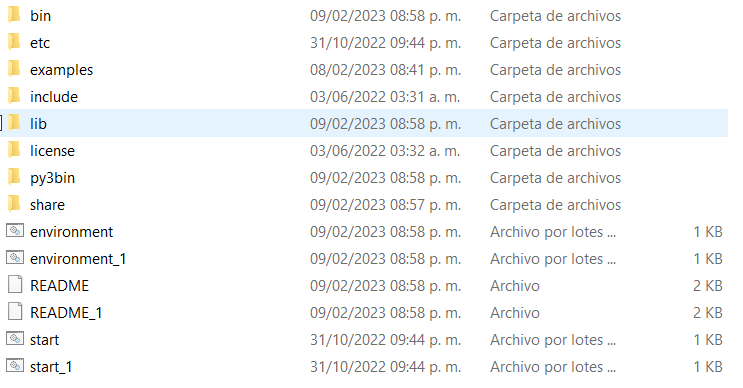 bin 09/02/2023 08:58 p. m. Carpeta de archivos
etc 31/10/2022 09:44 p. m. Carpeta de archivos
examples 08/02/2023 08:41 p. m. Carpeta de archivos
include 03/06/2022 03:31 a. m. Carpeta de archivos
lib 09/02/2023 08:58 p. m. Carpeta de archivos
license 03/06/2022 03:32 a. m. Carpeta de archivos
py3bin 09/02/2023 08:58 p. m. Carpeta de archivos
share 09/02/2023 08:57 p. m. Carpeta de archivos
environment 09/02/2023 08:58 p. m. Archivo por lotes ... 1 KB
environment_1 09/02/2023 08:58 p. m. Archivo por lotes ... 1 KB
README 09/02/2023 08:58 p. m. Archivo 2 KB
README_1 09/02/2023 08:58 p. m. Archivo 2 KB
start 31/10/2022 09:44 p. m. Archivo por lotes ... 1 KB
start_1 31/10/2022 09:44 p. m. Archivo por lotes ... 1 KB